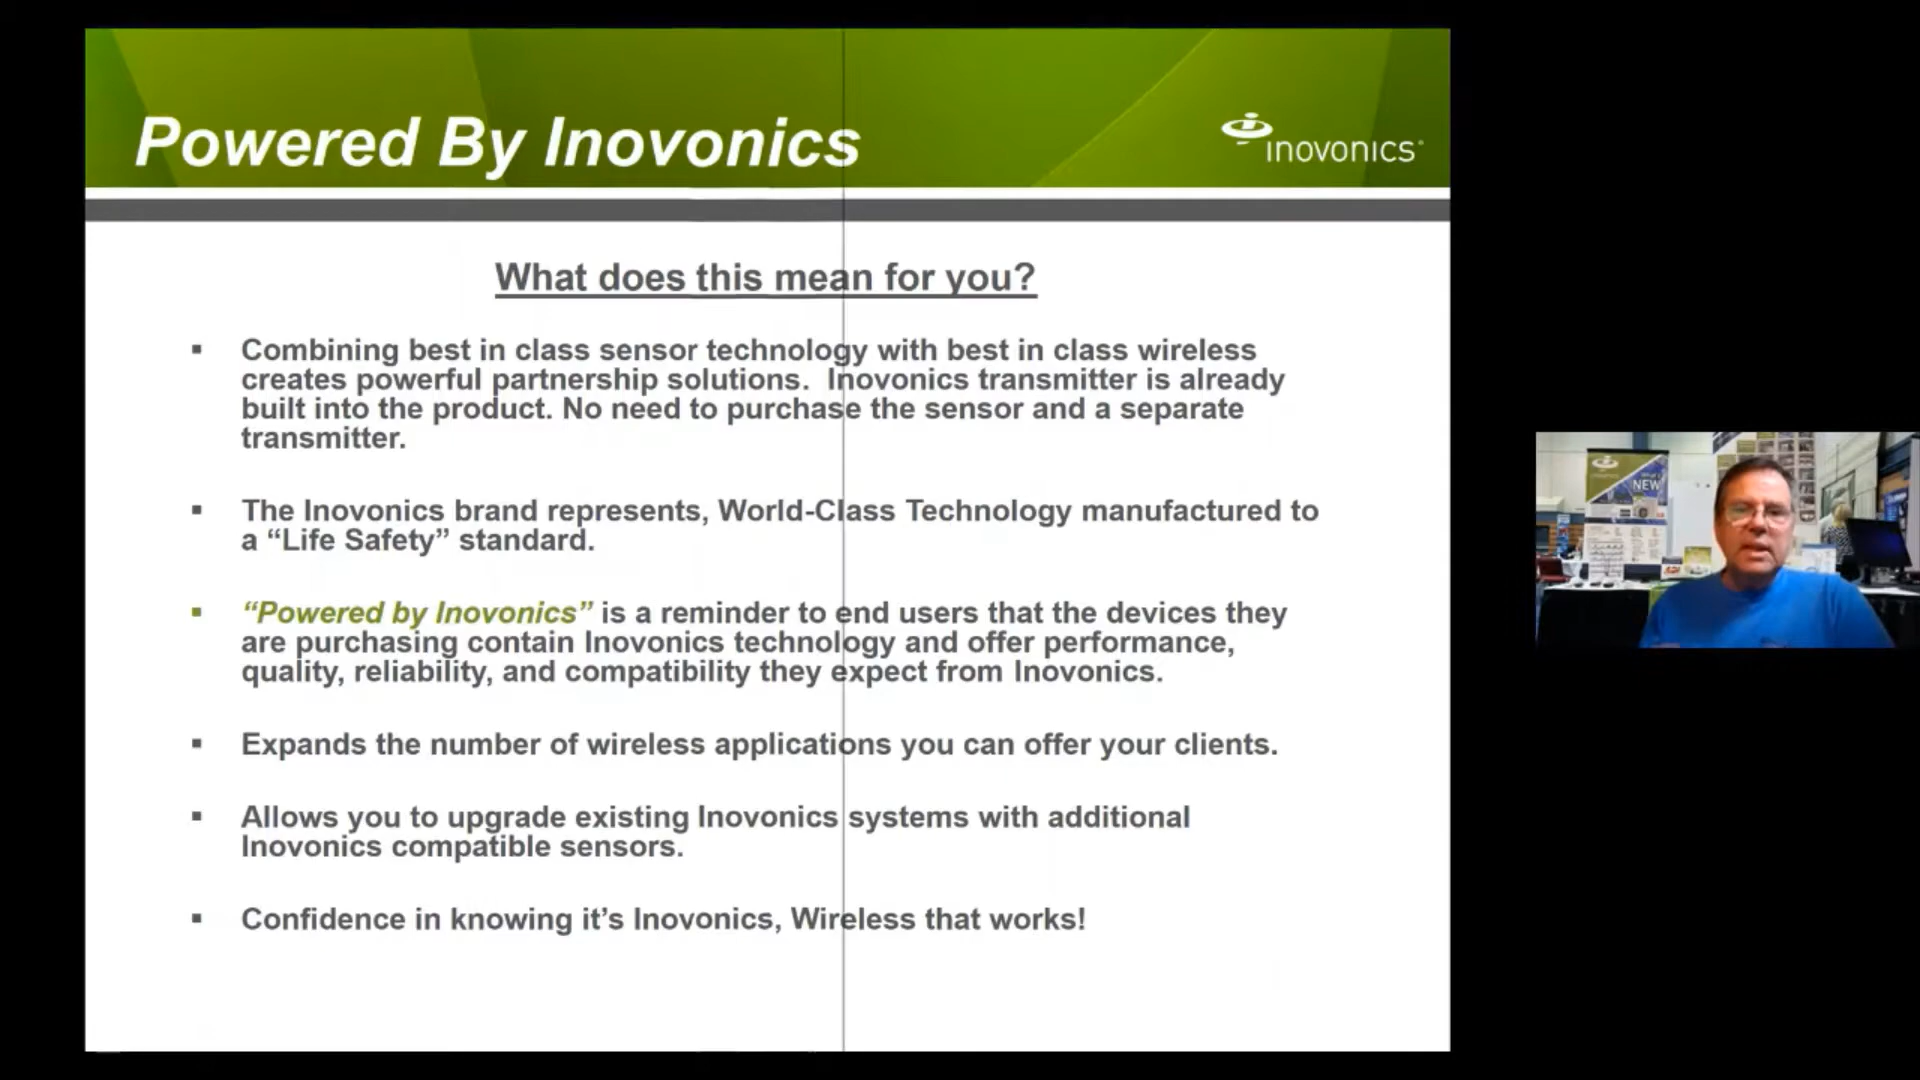 Powered By Inovonics
inovonics
What does this mean for you?
▪ Combining best in class sensor technology with best in class wireless
creates powerful partnership solutions.  Inovonics transmitter is already
built into the product. No need to purchase the sensor and a separate
transmitter.
▪ The Inovonics brand represents, World-Class Technology manufactured to
a “Life Safety” standard.
▪ “Powered by Inovonics” is a reminder to end users that the devices they
are purchasing contain Inovonics technology and offer performance,
quality, reliability, and compatibility they expect from Inovonics.
▪ Expands the number of wireless applications you can offer your clients.
▪ Allows you to upgrade existing Inovonics systems with additional
Inovonics compatible sensors.
▪ Confidence in knowing it’s Inovonics, Wireless that works!
NEW